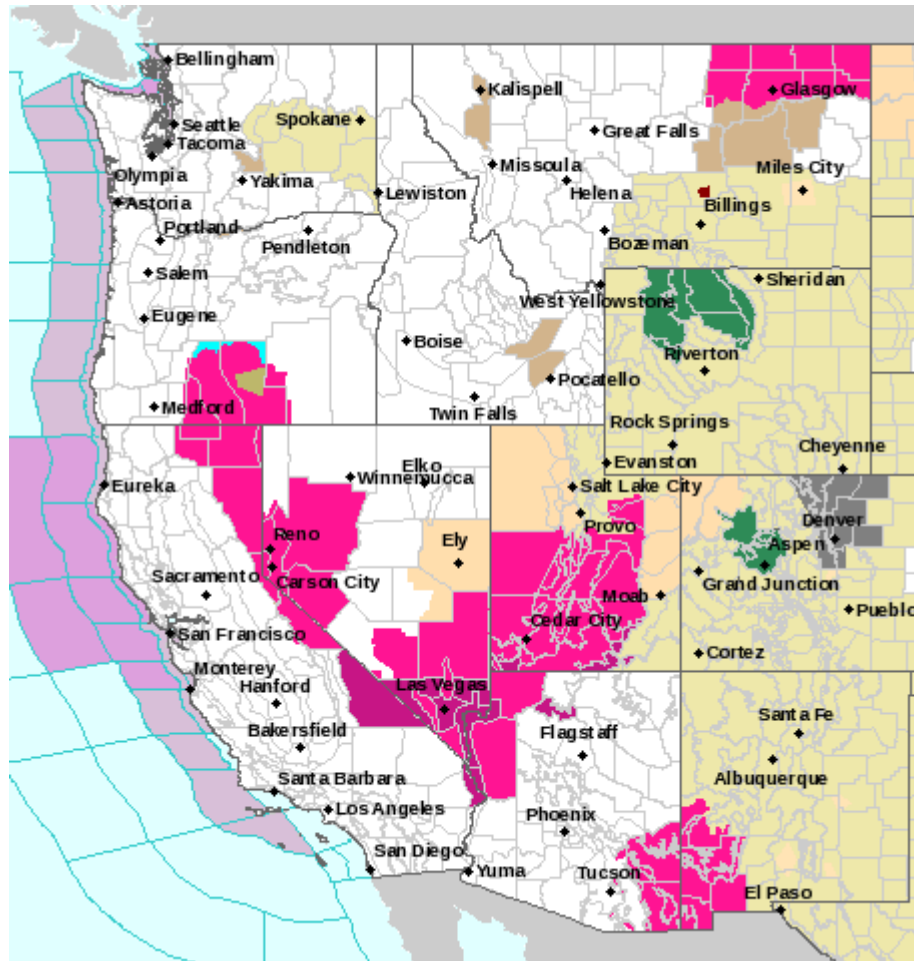 Bellingham
Kalispell
Glasgow
Seattle
Spokane
Great Falls
Tacoma
Olympia
Missoula
Miles City
Yakima
Lewiston
Helena
Astoria
Billings
Portland
Pendleton
Bozeman
Salem
Sheridan
West Yellowstone
Eugene
Boise
Riverton
Pocatello
Medford
Twin Falls
Rock Springs
Cheyenne
Elko
Evanston
Eureka
Winnemucca
Salt Lake City
Provo
Denver
Reno
Ely
Aspen
Sacramento
Carson City
Grand Junction
Moab
Pueblo
Cedar City
San Francisco
Cortez
Monterey
Hanford
Las Vegas
Santa Fe
Bakersfield
Flagstaff
Albuquerque
Santa Barbara
Los Angeles
Phoenix
San Diego
Yuma
Tucson
El Paso